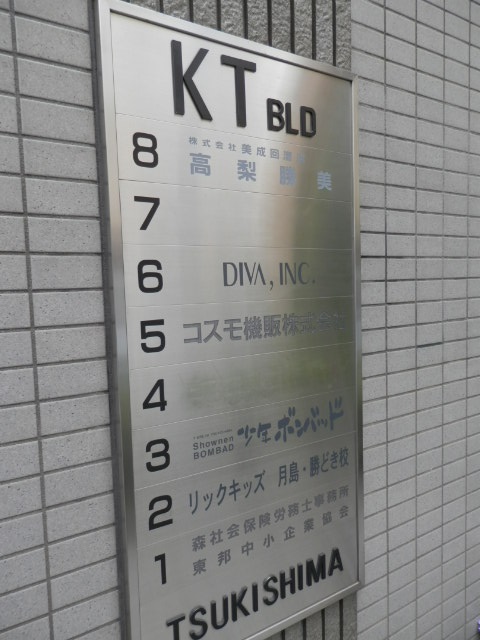 KT BLD
8 株式会社 美成回漕店
高梨勝美
7
6 DIVA, INC.
5 コスモ機販株式会社
4
3 Shownen BOMBAD 少年ボンバッド
2 リックキッズ 月島・勝どき校
1 森社会保険労務士事務所
東邦中小企業協会
TSUKISHIMA